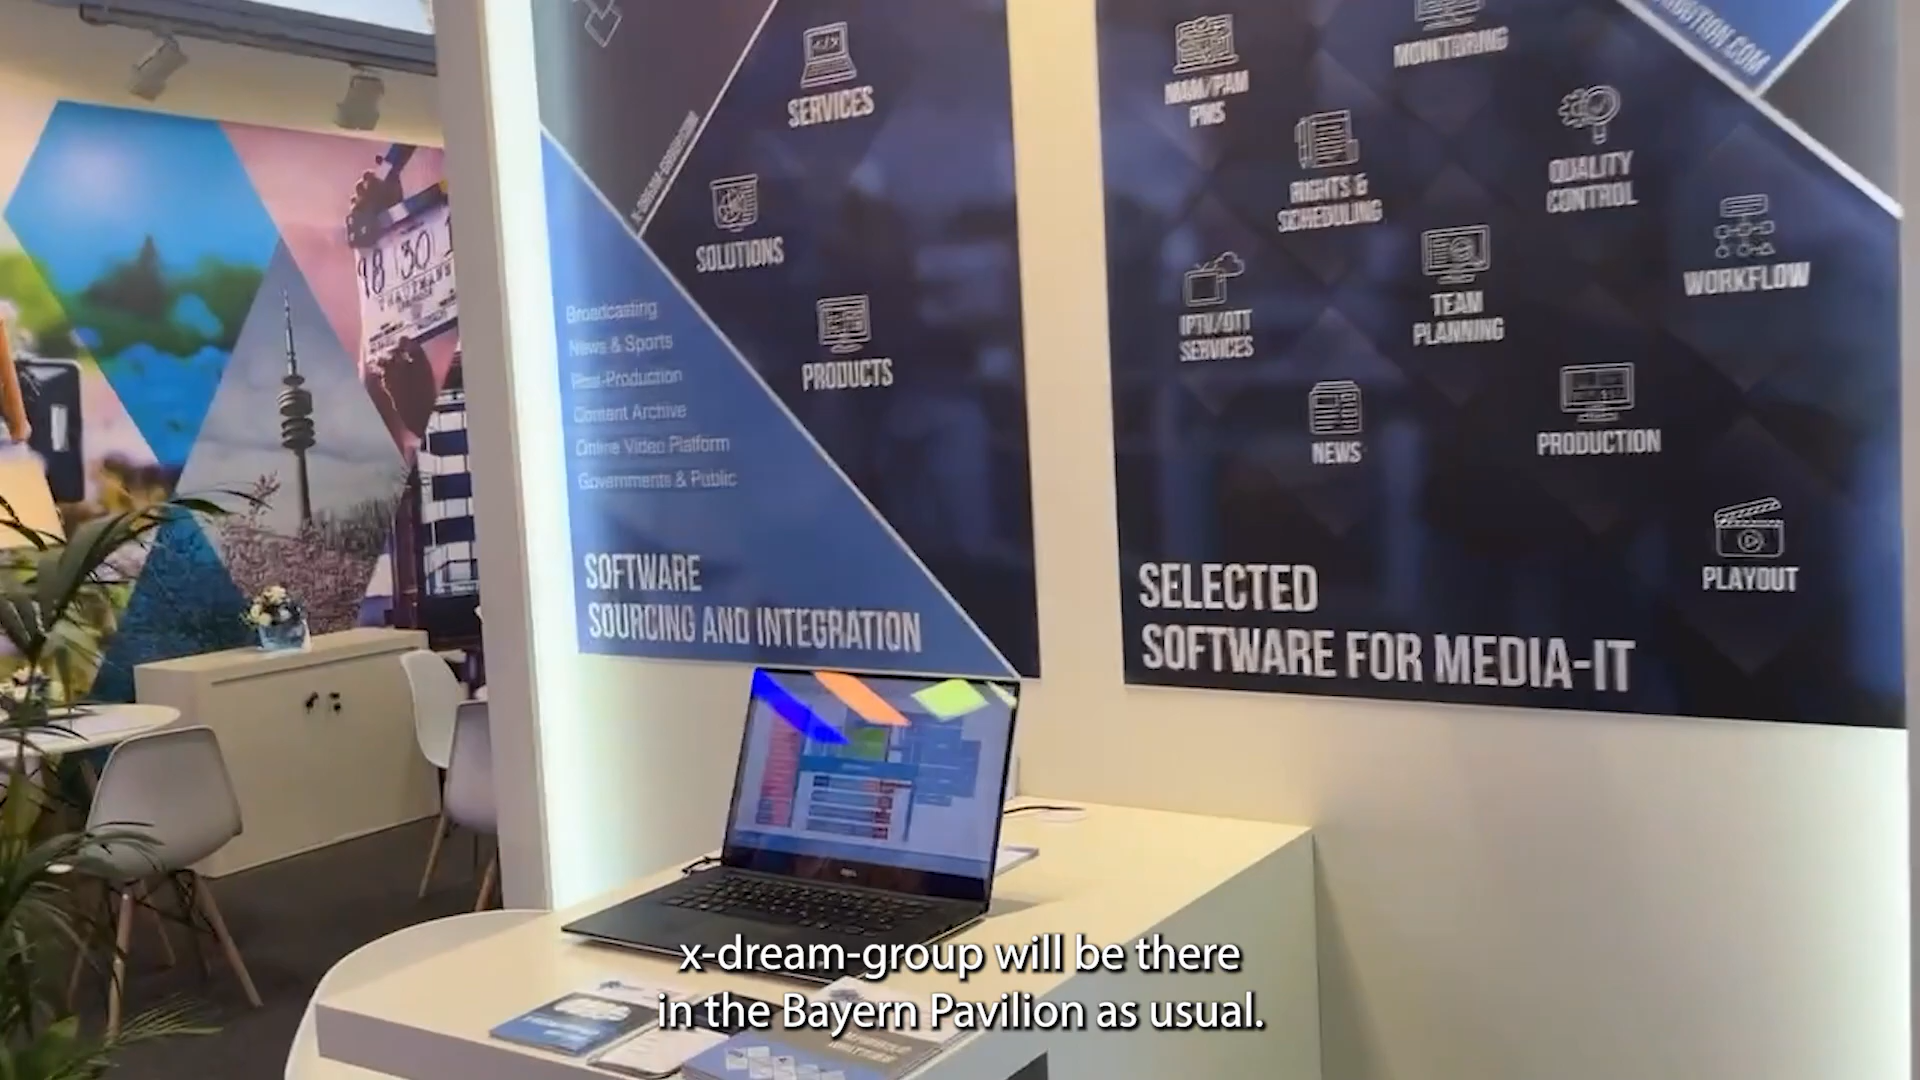 SERVICES
SOLUTIONS
PRODUCTS
Broadcasting
News & Sports
Post-Production
Content Archive
Online Video Platform
Governments & Public
SOFTWARE
SOURCING AND INTEGRATION
MONITORING
MAM/PAM
PMS
RIGHTS &
SCHEDULING
QUALITY
CONTROL
WORKFLOW
IPTV/OTT
SERVICES
TEAM
PLANNING
NEWS
PRODUCTION
PLAYOUT
SELECTED
SOFTWARE FOR MEDIA-IT
x-dream-group will be there
in the Bayern Pavilion as usual.